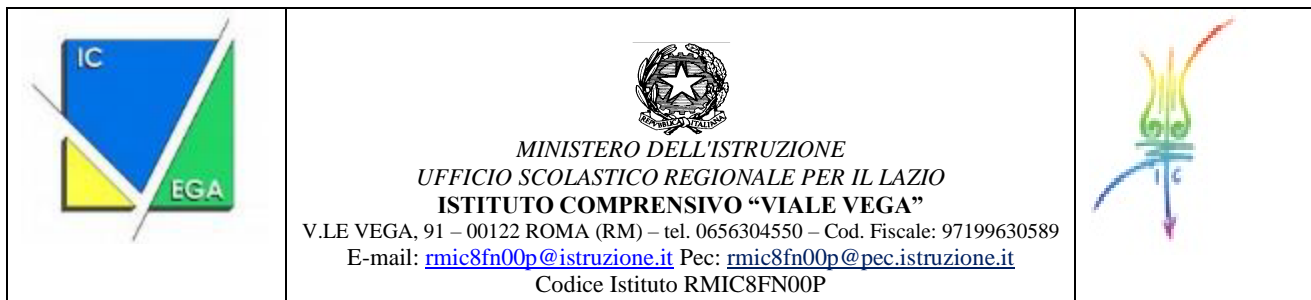 IC
EGA
REPVBBLICA ITALIANA
MINISTERO DELL'ISTRUZIONE
UFFICIO SCOLASTICO REGIONALE PER IL LAZIO
ISTITUTO COMPRENSIVO “VIALE VEGA”
V.LE VEGA, 91 – 00122 ROMA (RM) – tel. 0656304550 – Cod. Fiscale: 97199630589
E-mail: rmic8fn00p@istruzione.it Pec: rmic8fn00p@pec.istruzione.it
Codice Istituto RMIC8FN00P
I C